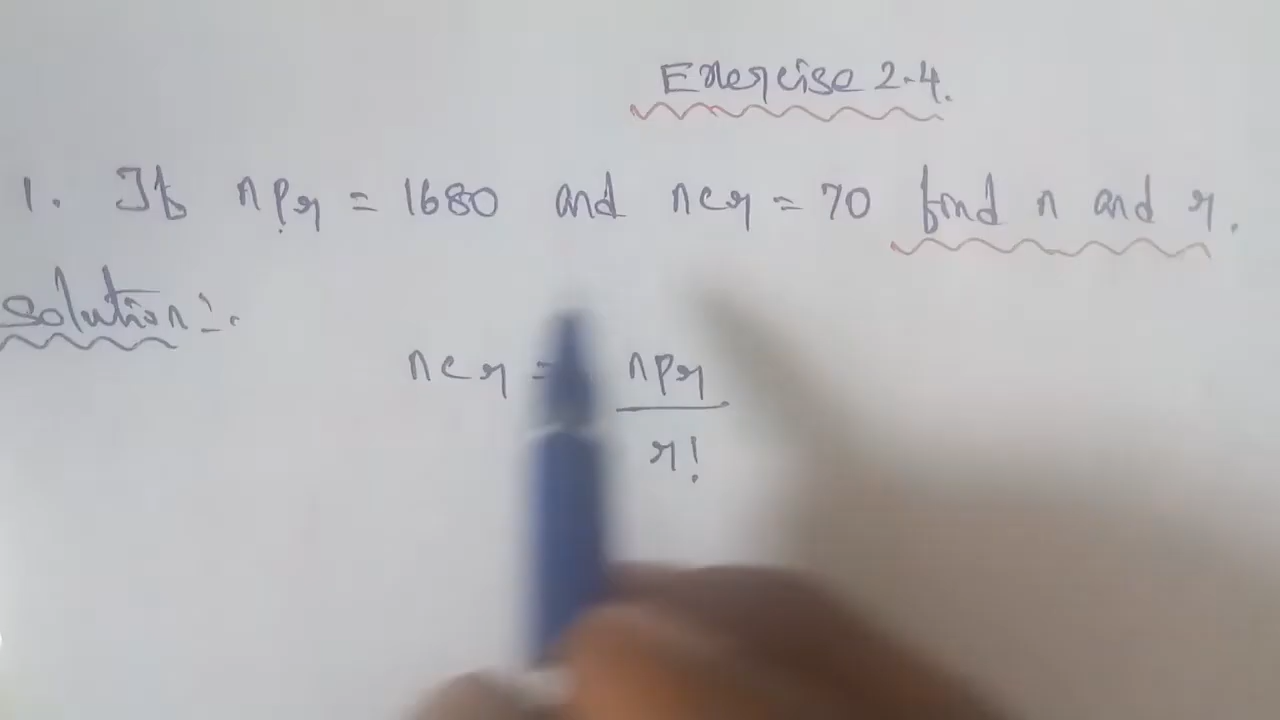 Exercise 2.4.
1. If nPr = 1680 and ncr = 70 find n and r.
Solution:-
ncr = nPr
r!